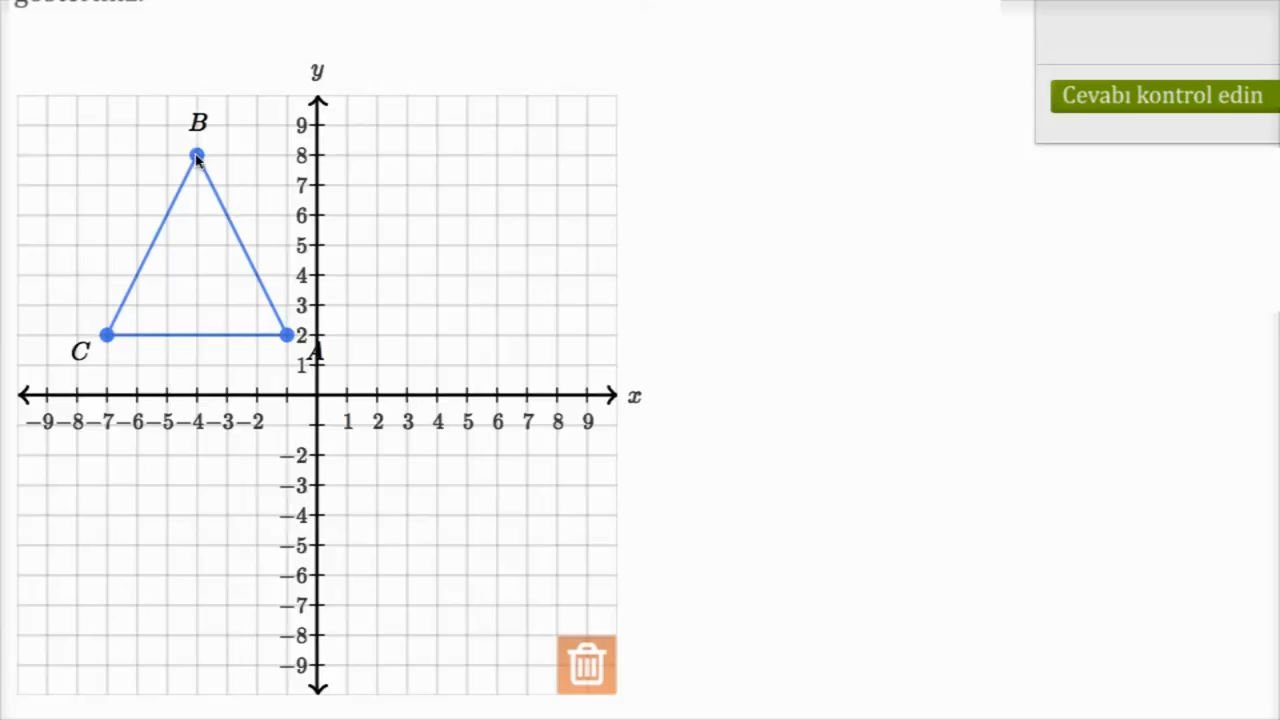 Cevabı kontrol edin
y
B
9
8
7
6
5
4
3
2
C
A
1
x
−9−8−7−6−5−4−3−2 1 2 3 4 5 6 7 8 9
−2
−3
−4
−5
−6
−7
−8
−9